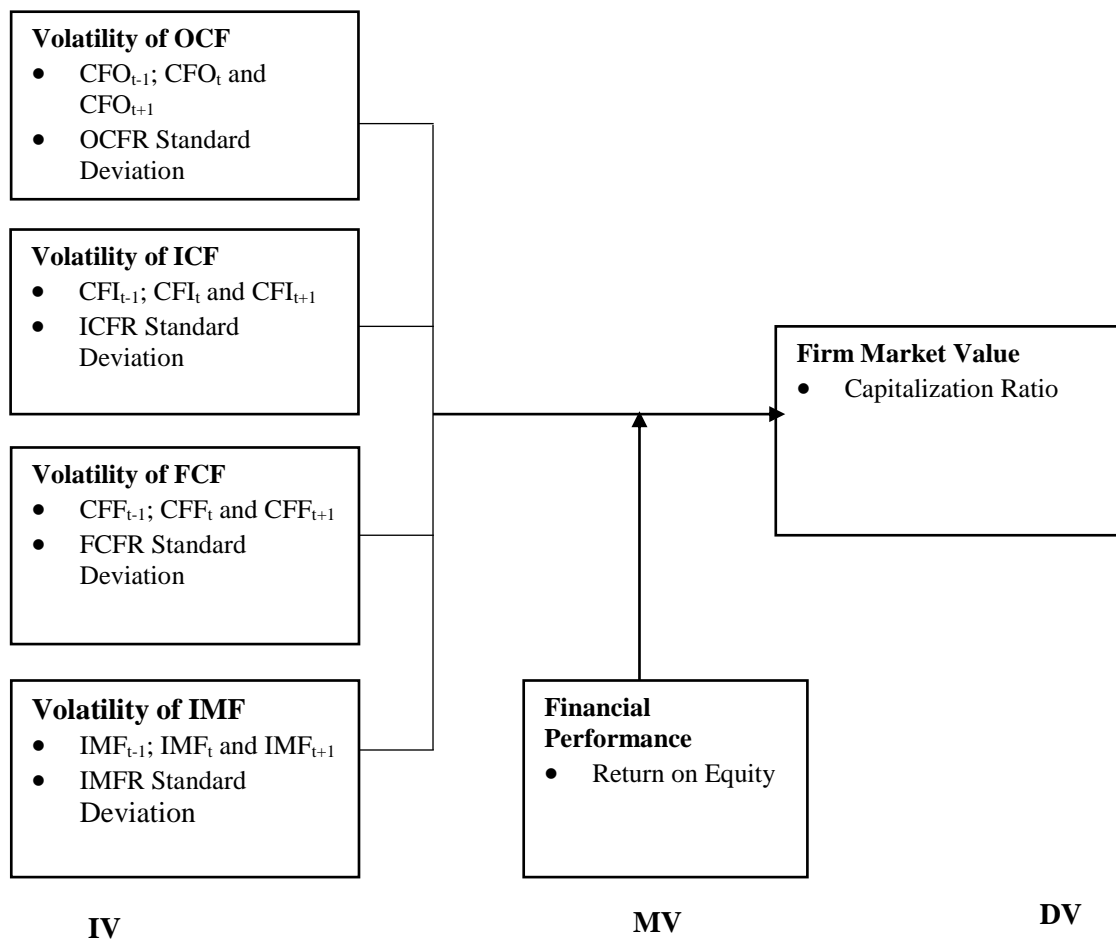 Volatility of OCF
• CFOt-1; CFOt and
CFOt+1
• OCFR Standard
Deviation
Volatility of ICF
• CFIt-1; CFIt and CFIt+1
• ICFR Standard
Deviation
Volatility of FCF
• CFFt-1; CFFt and CFFt+1
• FCFR Standard
Deviation
Volatility of IMF
• IMFt-1; IMFt and IMFt+1
• IMFR Standard
Deviation
Financial
Performance
• Return on Equity
Firm Market Value
• Capitalization Ratio
IV
MV
DV